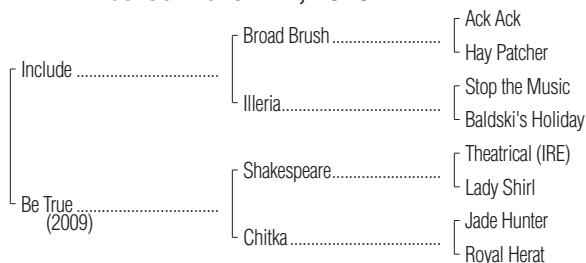 Ack Ack
Broad Brush ................................
Hay Patcher
Include ..........................................
Stop the Music
Illeria..........................................
Baldski's Holiday
Theatrical (IRE)
Shakespeare................................
Lady Shirl
Be True ..........................................
(2009)
Jade Hunter
Chitka ..........................................
Royal Herat